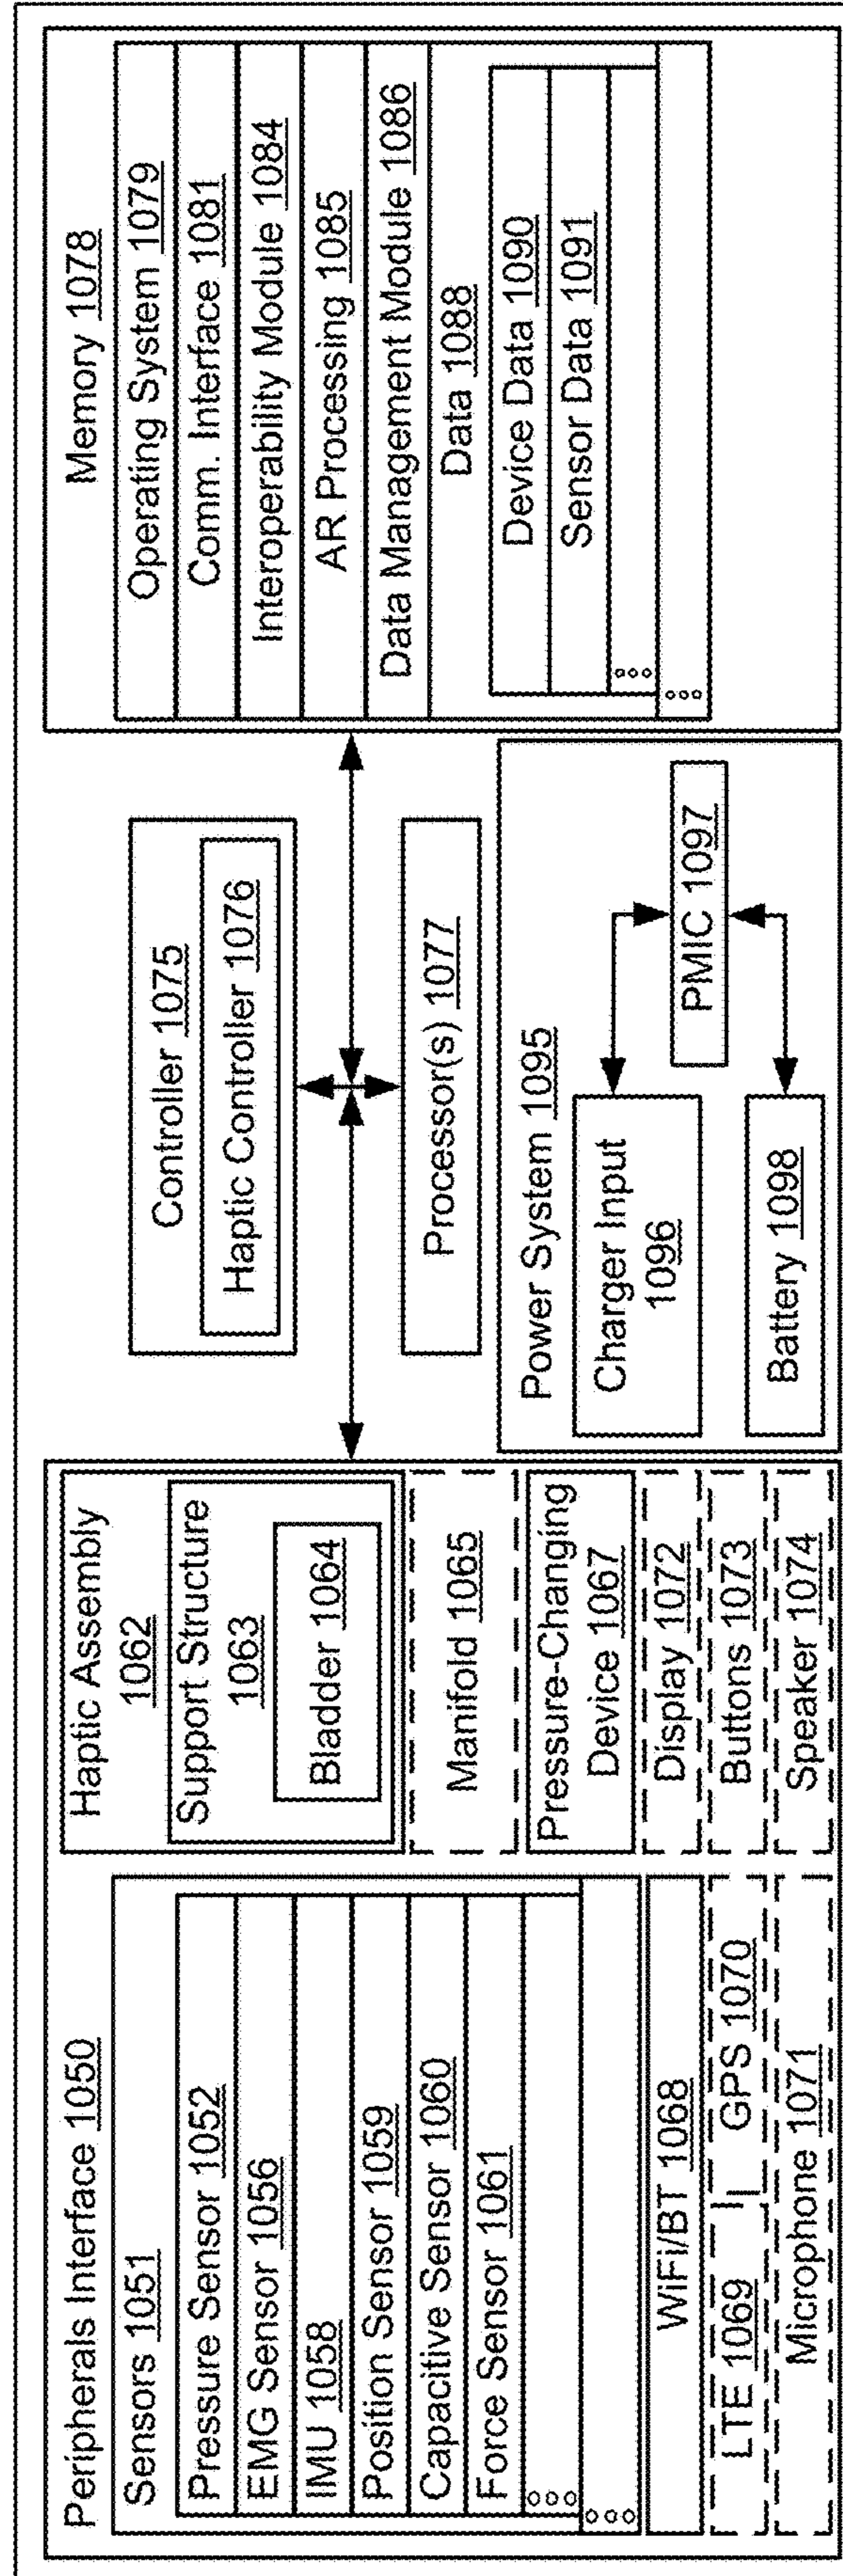 Peripherals Interface 1050
Sensors 1051
Pressure Sensor 1052
EMG Sensor 1056
IMU 1058
Position Sensor 1059
Capacitive Sensor 1060
Force Sensor 1061
WiFi/BT 1068
LTE 1069
GPS 1070
Microphone 1071
Haptic Assembly
1062
Support Structure
1063
Bladder 1064
Manifold 1065
Pressure-Changing
Device 1067
Display 1072
Buttons 1073
Speaker 1074
Controller 1075
Haptic Controller 1076
Processor(s) 1077
Power System 1095
Charger Input
1096
PMIC 1097
Battery 1098
Memory 1078
Operating System 1079
Comm. Interface 1081
Interoperability Module 1084
AR Processing 1085
Data Management Module 1086
Data 1088
Device Data 1090
Sensor Data 1091